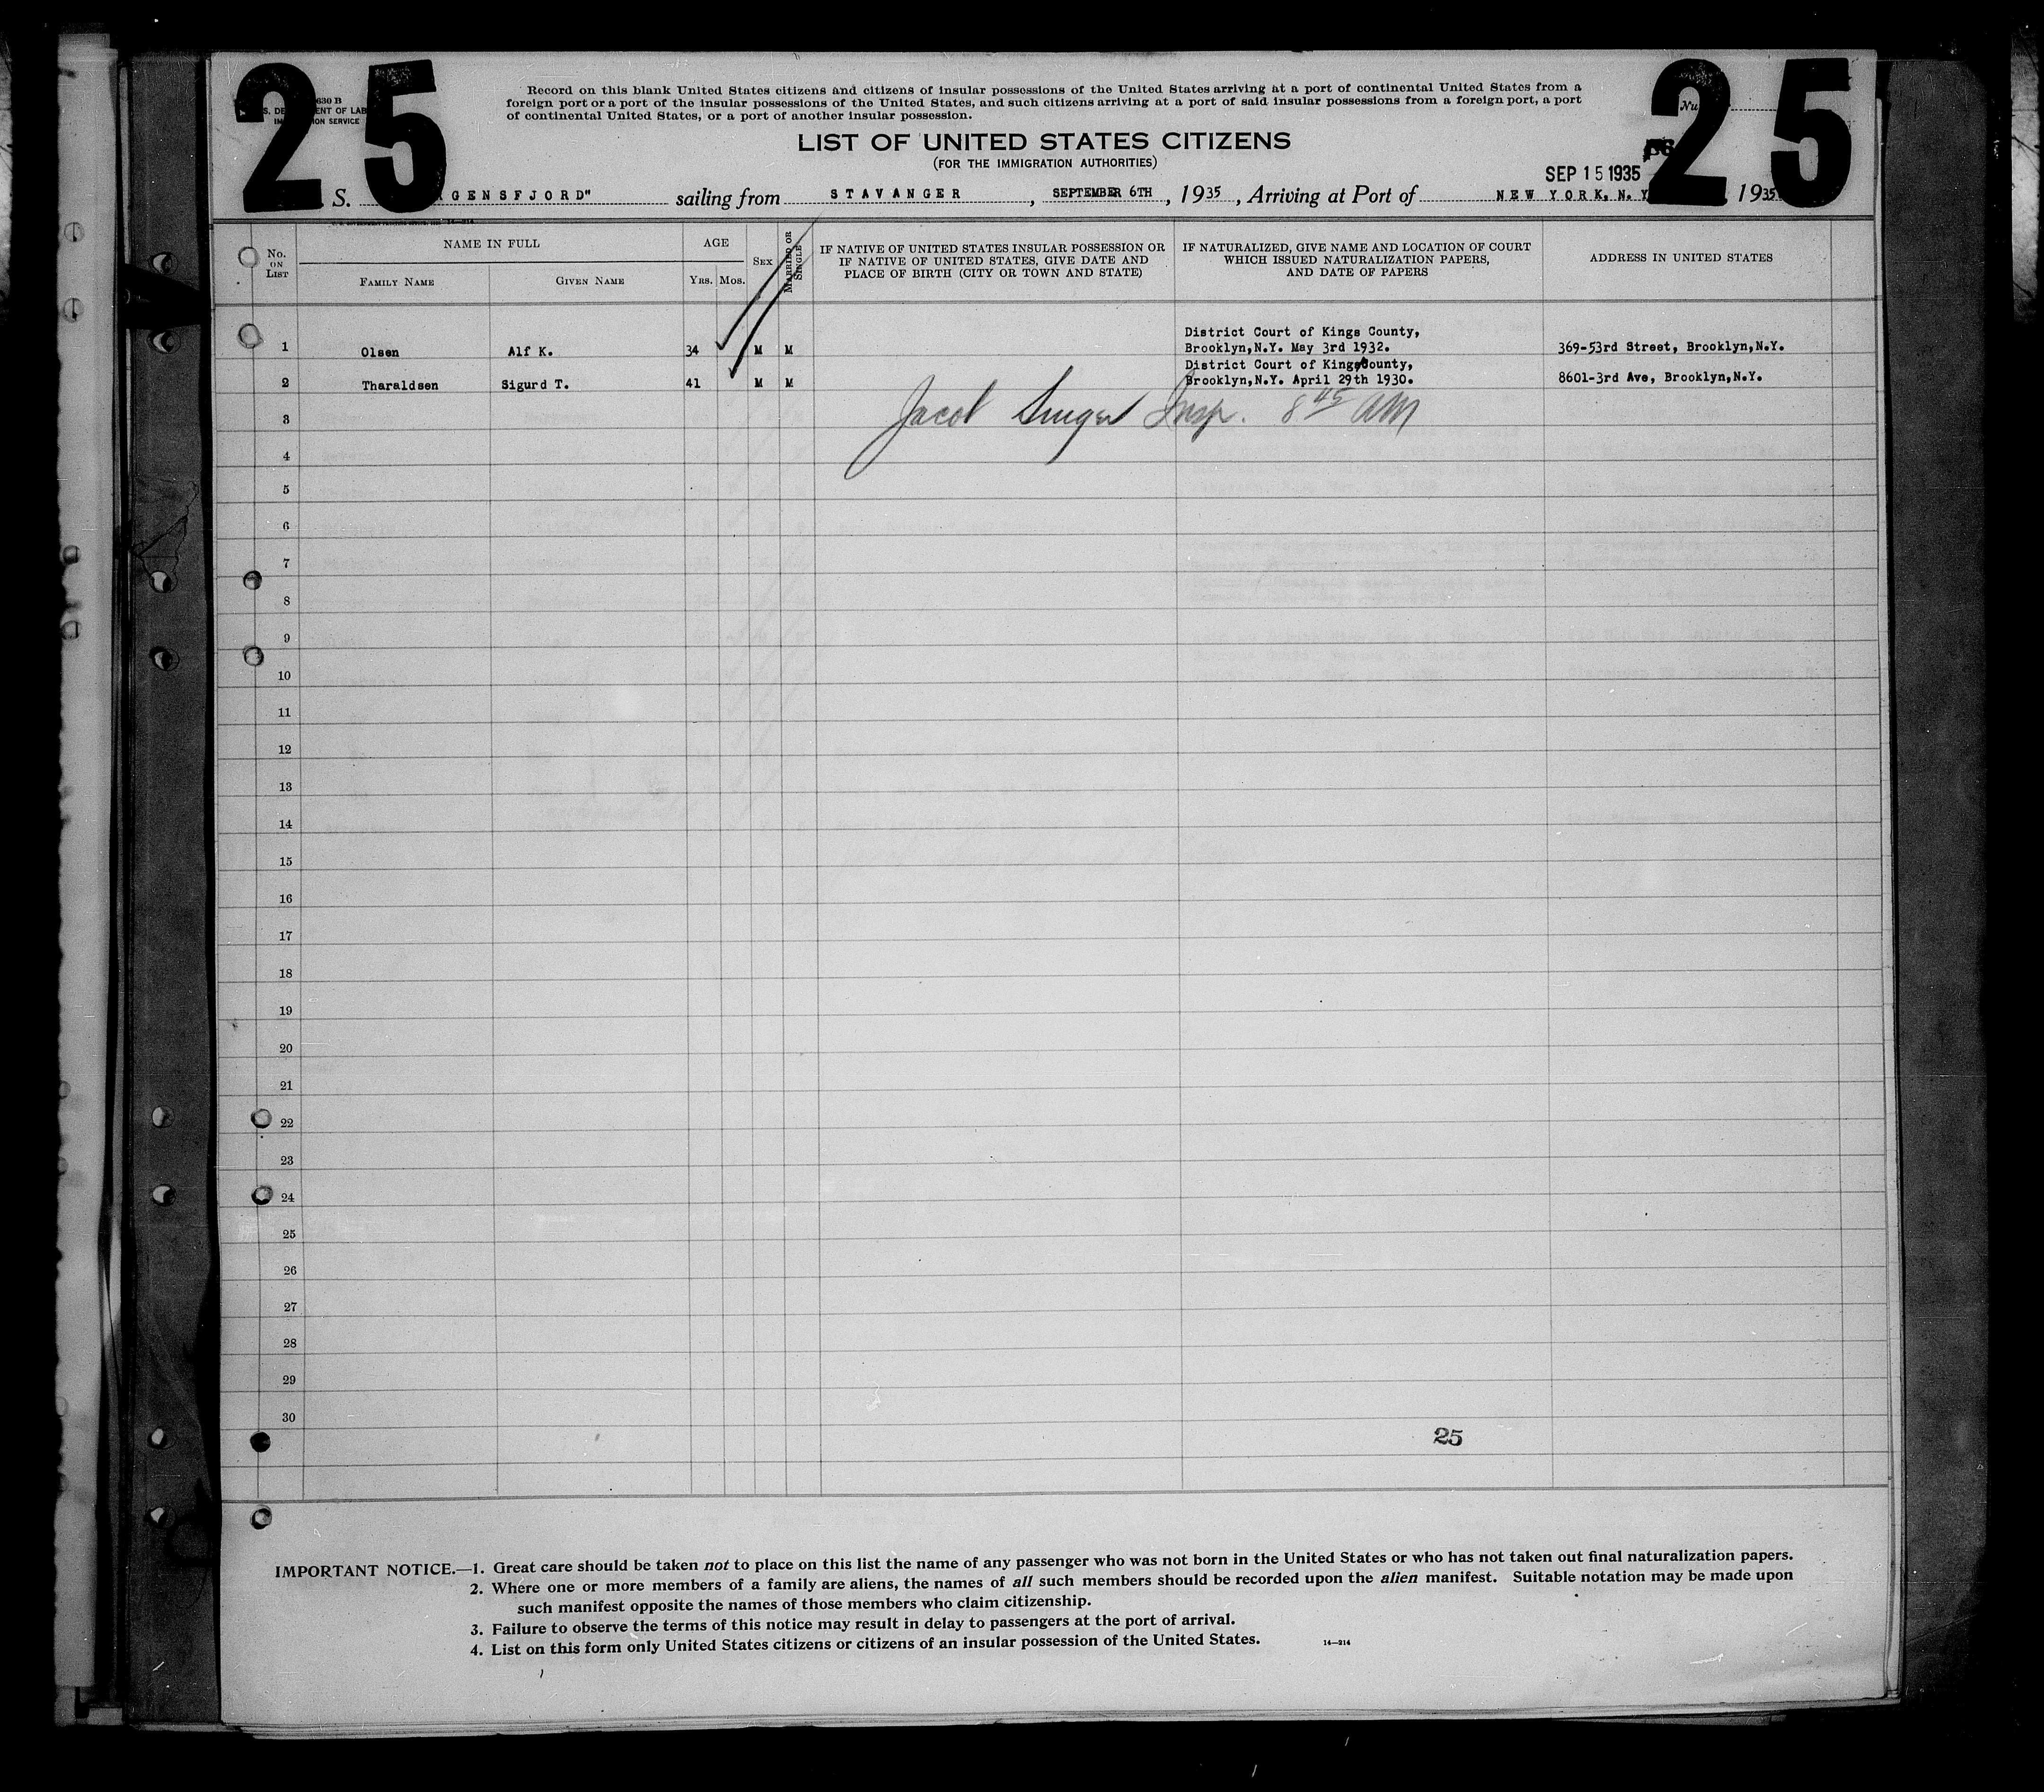 25
25
630 B
S. DE ENT OF LAB
IM ION SERVICE
Record on this blank United States citizens and citizens of insular possessions of the United States arriving at a port of continental United States from a
foreign port or a port of the insular possessions of the United States, and such citizens arriving at a port of said insular possessions from a foreign port, a port
of continental United States, or a port of another insular possession.
Nu
LIST OF UNITED STATES CITIZENS
(FOR THE IMMIGRATION AUTHORITIES)
SEP 15 1935
S. GENSFJORD" sailing from STAVANGER, SEPTEMBER 6TH, 1935, Arriving at Port of NEW YORK, N.Y, 1935
No. ON LIST
NAME IN FULL
FAMILY NAME
GIVEN NAME
AGE
YRS.
MOS.
SEX
MARRIED OR SINGLE
IF NATIVE OF UNITED STATES INSULAR POSSESSION OR
IF NATIVE OF UNITED STATES, GIVE DATE AND
PLACE OF BIRTH (CITY OR TOWN AND STATE)
IF NATURALIZED, GIVE NAME AND LOCATION OF COURT
WHICH ISSUED NATURALIZATION PAPERS,
AND DATE OF PAPERS
ADDRESS IN UNITED STATES
District Court of Kings County,
1 Olsen Alf K. 34 M M Brooklyn,N.Y. May 3rd 1932. 369-53rd Street, Brooklyn,N.Y.
District Court of Kings County,
2 Tharaldsen Sigurd T. 41 M M Brooklyn,N.Y. April 29th 1930. 8601-3rd Ave, Brooklyn,N.Y.
Jacob Singer Insp. 8 45 AM
3
4
5
6
7
8
9
10
11
12
13
14
15
16
17
18
19
20
21
22
23
24
25
26
27
28
29
30
25
IMPORTANT NOTICE.—1. Great care should be taken not to place on this list the name of any passenger who was not born in the United States or who has not taken out final naturalization papers.
2. Where one or more members of a family are aliens, the names of all such members should be recorded upon the alien manifest. Suitable notation may be made upon
such manifest opposite the names of those members who claim citizenship.
3. Failure to observe the terms of this notice may result in delay to passengers at the port of arrival.
4. List on this form only United States citizens or citizens of an insular possession of the United States.
14—214